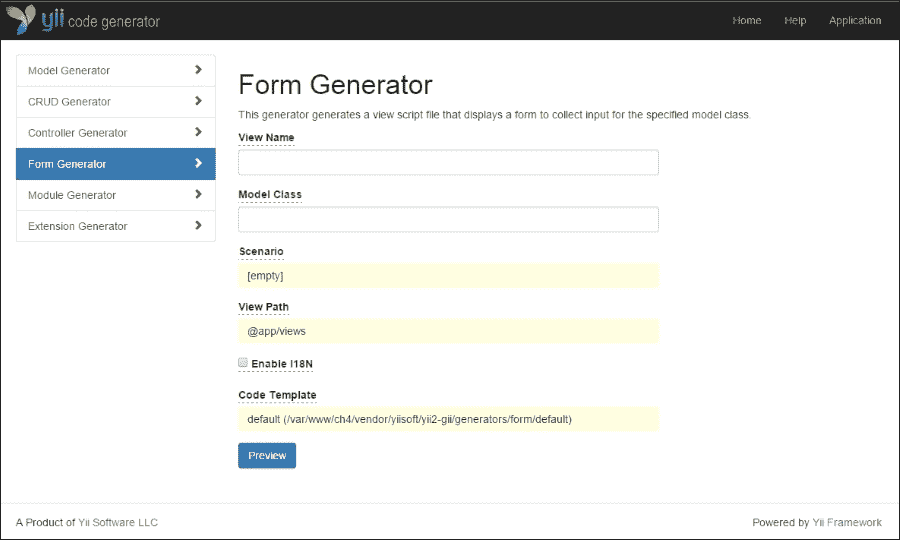 yii code generator
Home Help Application
Model Generator
CRUD Generator
Controller Generator
Form Generator
Module Generator
Extension Generator
Form Generator
This generator generates a view script file that displays a form to collect input for the specified model class.
View Name
Model Class
Scenario
[empty]
View Path
@app/views
Enable I18N
Code Template
default (/var/www/ch4/vendor/yiisoft/yii2-gii/generators/form/default)
Preview
A Product of Yii Software LLC
Powered by Yii Framework